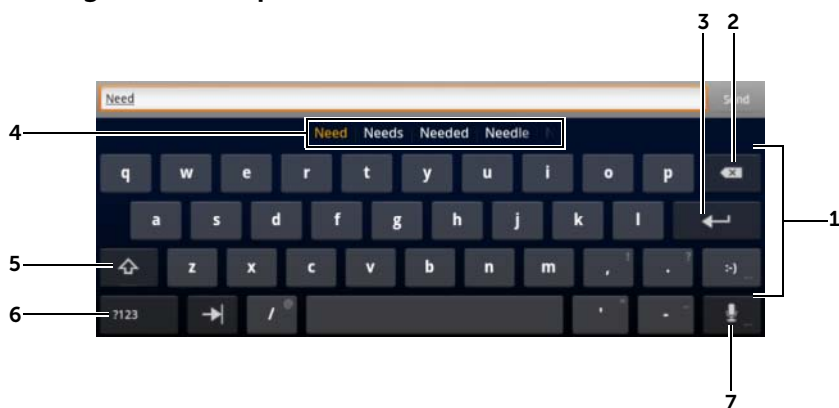 3 2
Need Send
4 Need Needs Needed Needle
q w e r t y u i o p
1
a s d f g h j k l
5 z x c v b n m , ! . ? :-) ...
6 ?123 / @ ' " - _
7